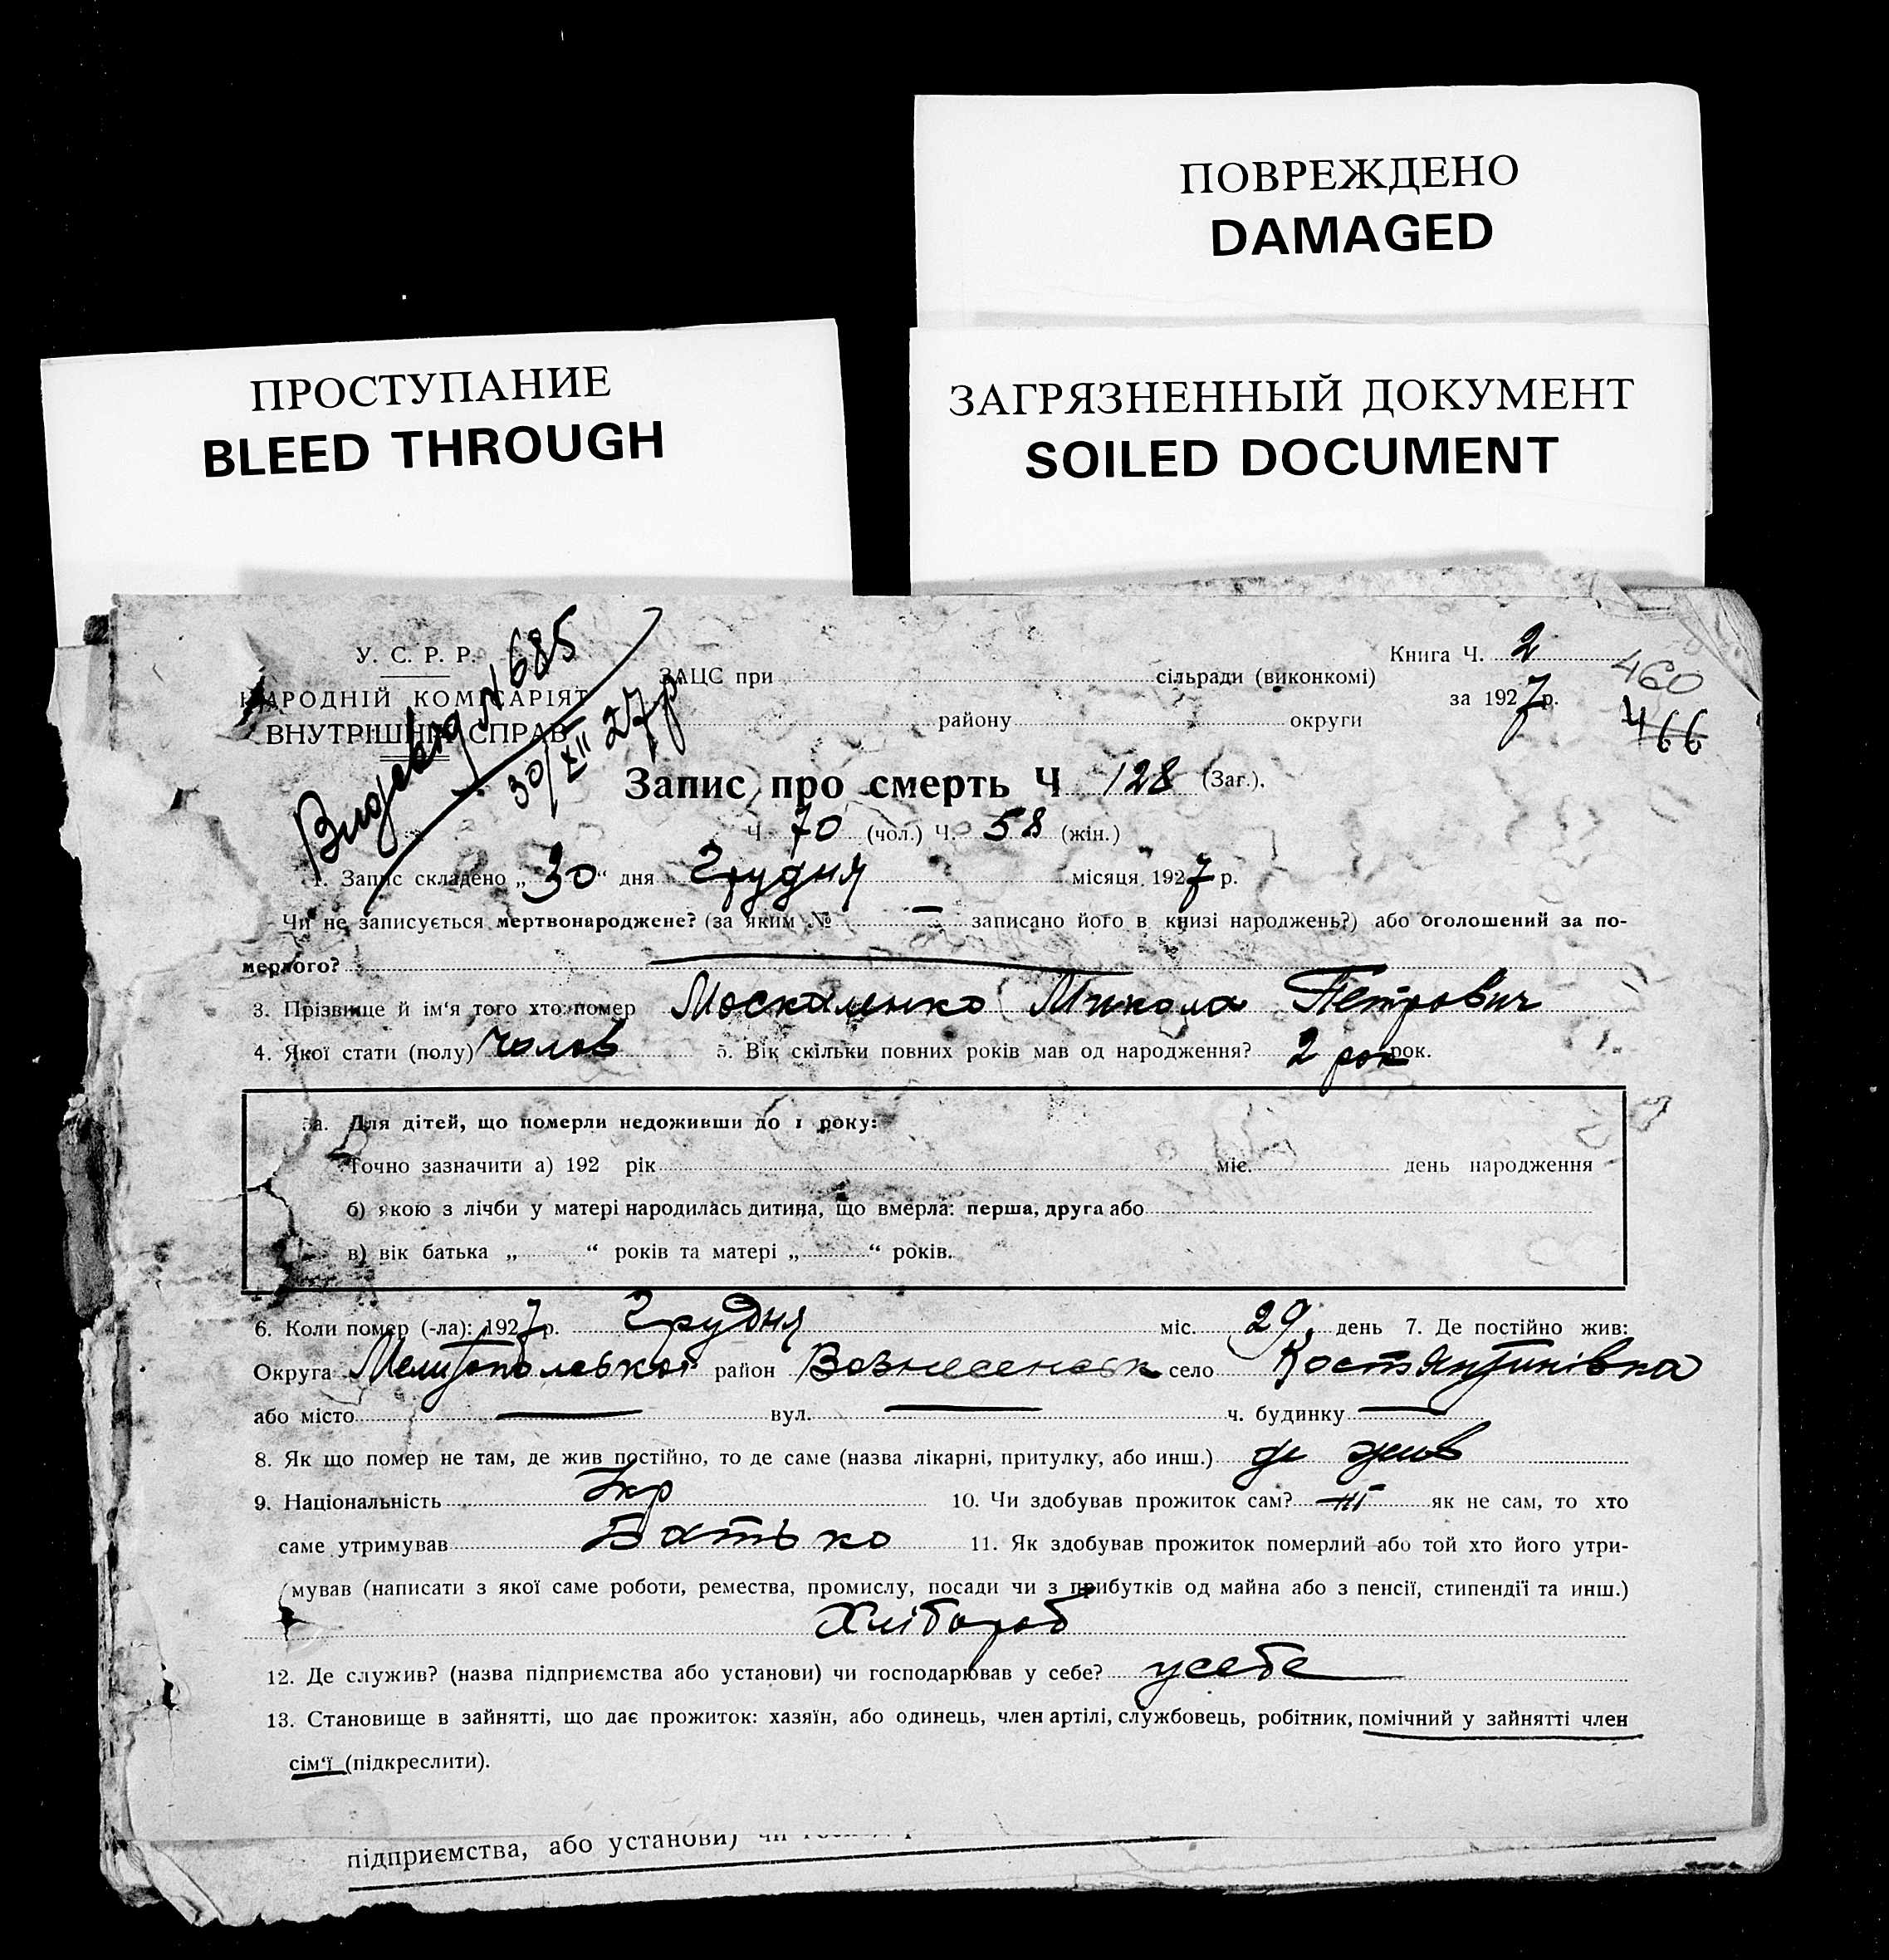 ПОВРЕЖДЕНО
DAMAGED
ПРОСТУПАНИЕ
BLEED THROUGH
ЗАГРЯЗНЕННЫЙ ДОКУМЕНТ
SOILED DOCUMENT
У. С. Р. Р.
НАРОДНІЙ КОМІСАРІЯТ
ВНУТРІШНІХ СПРАВ
N 685
30/XII 27р
ЗАЦС при сільради (виконкомі)
району округи
Книга Ч. 2
за 1927 р.
460
466
Запис про смерть Ч 128 (Заг.).
Ч 70 (чол.) Ч. 58 (жін.)
1. Запис складено „ 30 “ дня Грудня місяця 1927 р.
Чи не записується мертвонароджене? (за яким № — записано його в книзі народжень?) або оголошений за по-
мерлого?
3. Прізвище й ім‘я того хто помер Москаленко Микола Петрович
4. Якої стати (полу) Чолов 5. Вік скільки повних років мав од народження? 2 рок рок.
5а. Для дітей, що померли недоживши до 1 року:
Точно зазначити а) 192 рік міс. день народження
б) якою з лічби у матері народилась дитина, що вмерла: перша, друга або
в) вік батька „ “ років та матері „ “ років.
6. Коли помер (-ла): 1927 р. Грудня міс. 29 день 7. Де постійно жив:
Округа Мелитопольської район Вознесенськ село Костянтинівка
або місто — вул. — ч. будинку —
8. Як що помер не там, де жив постійно, то де саме (назва лікарні, притулку, або инш.) де жив
9. Національність Укр 10. Чи здобував прожиток сам? ні як не сам, то хто
саме утримував Батько 11. Як здобував прожиток померлий або той хто його утри-
мував (написати з якої саме роботи, ремества, промислу, посади чи з прибутків од майна або з пенсії, стипендії та инш.)
Хлібороб
12. Де служив? (назва підприємства або установи) чи господарював у себе? усебе
13. Становище в зайнятті, що дає прожиток: хазяїн, або одинець, член артілі, службовець, робітник, помічний у зайнятті член
сім‘ї (підкреслити).
підприємства, або установи) чи